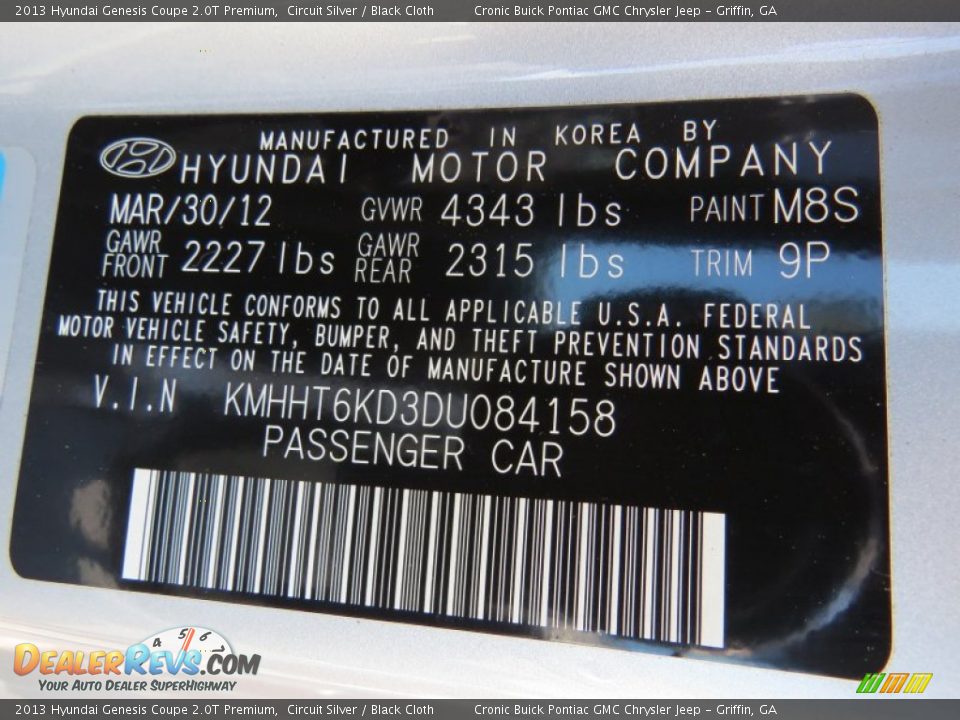 2013 Hyundai Genesis Coupe 2.0T Premium,  Circuit Silver / Black Cloth        Cronic Buick Pontiac GMC Chrysler Jeep – Griffin, GA
MANUFACTURED IN KOREA BY
HYUNDAI MOTOR COMPANY
MAR/30/12 GVWR 4343 lbs PAINT M8S
GAWR FRONT 2227 lbs GAWR REAR 2315 lbs TRIM 9P
THIS VEHICLE CONFORMS TO ALL APPLICABLE U.S.A. FEDERAL
MOTOR VEHICLE SAFETY, BUMPER, AND THEFT PREVENTION STANDARDS
IN EFFECT ON THE DATE OF MANUFACTURE SHOWN ABOVE
V.I.N KMHHT6KD3DU084158
PASSENGER CAR
4 5 6
DEALERREVS.COM
YOUR AUTO DEALER SUPERHIGHWAY
2013 Hyundai Genesis Coupe 2.0T Premium,  Circuit Silver / Black Cloth        Cronic Buick Pontiac GMC Chrysler Jeep – Griffin, GA